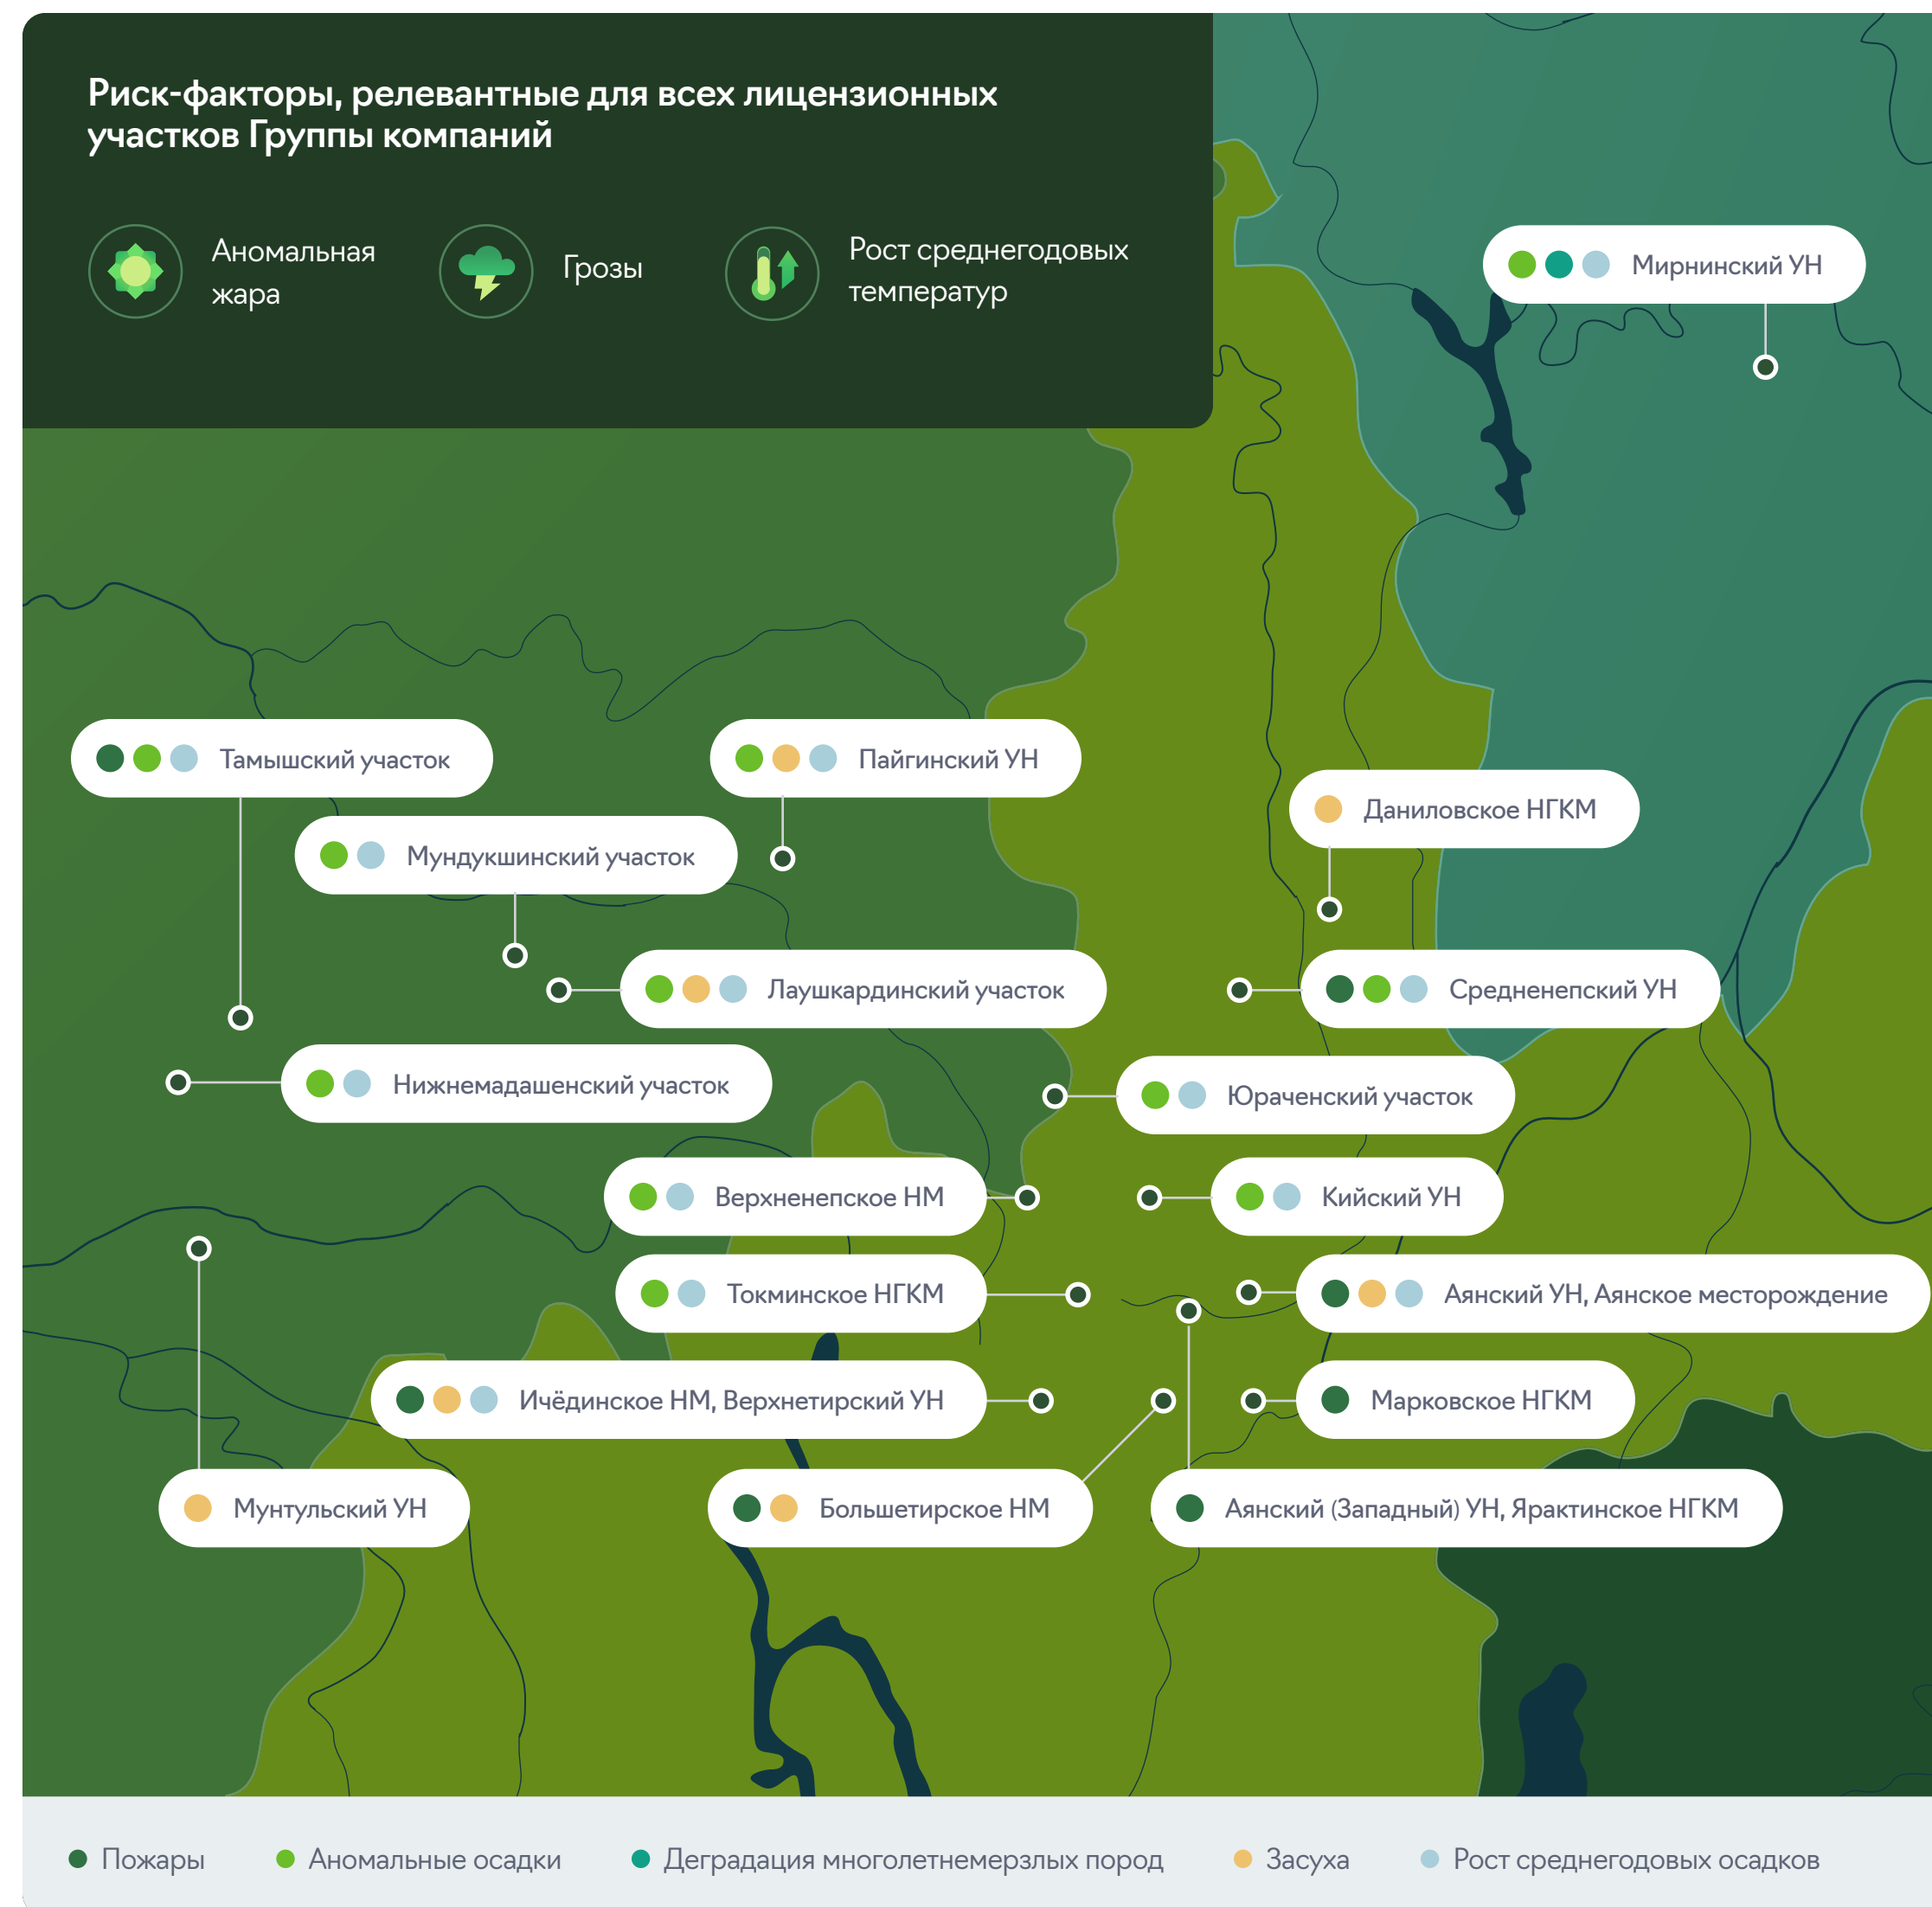 Риск-факторы, релевантные для всех лицензионных
участков Группы компаний
Аномальная
жара
Грозы
Рост среднегодовых
температур
Мирнинский УН
Тамышский участок
Пайгинский УН
Даниловское НГКМ
Мундукшинский участок
Лаушкардинский участок
Средненепский УН
Нижнемадашенский участок
Юраченский участок
Верхненепское НМ
Кийский УН
Токминское НГКМ
Аянский УН, Аянское месторождение
Ичёдинское НМ, Верхнетирский УН
Марковское НГКМ
Мунтульский УН
Большетирское НМ
Аянский (Западный) УН, Ярактинское НГКМ
Пожары
Аномальные осадки
Деградация многолетнемерзлых пород
Засуха
Рост среднегодовых осадков